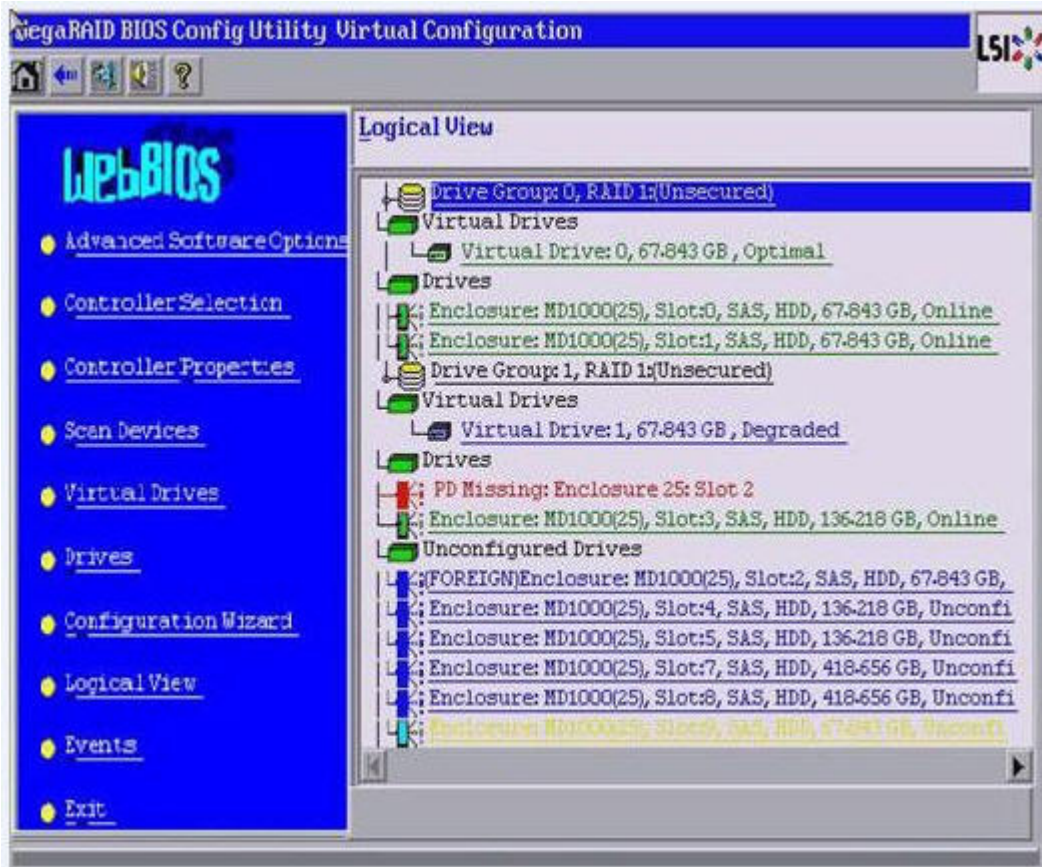 MegaRAID BIOS Config Utility Virtual Configuration
LSI
?
WebBIOS
Advanced Software Options
Controller Selection
Controller Properties
Scan Devices
Virtual Drives
Drives
Configuration Wizard
Logical View
Events
Exit
Logical View
Drive Group: 0, RAID 1:(Unsecured)
Virtual Drives
Virtual Drive: 0, 67.843 GB , Optimal
Drives
Enclosure: MD1000(25), Slot:0, SAS, HDD, 67.843 GB, Online
Enclosure: MD1000(25), Slot:1, SAS, HDD, 67.843 GB, Online
Drive Group: 1, RAID 1:(Unsecured)
Virtual Drives
Virtual Drive: 1, 67.843 GB , Degraded
Drives
PD Missing: Enclosure 25: Slot 2
Enclosure: MD1000(25), Slot:3, SAS, HDD, 136.218 GB, Online
Unconfigured Drives
(FOREIGN)Enclosure: MD1000(25), Slot:2, SAS, HDD, 67.843 GB,
Enclosure: MD1000(25), Slot:4, SAS, HDD, 136.218 GB, Unconfi
Enclosure: MD1000(25), Slot:5, SAS, HDD, 136.218 GB, Unconfi
Enclosure: MD1000(25), Slot:7, SAS, HDD, 418.656 GB, Unconfi
Enclosure: MD1000(25), Slot:8, SAS, HDD, 418.656 GB, Unconfi
Enclosure: MD1000(25), Slot:9, SAS, HDD, 67.843 GB, Unconfi